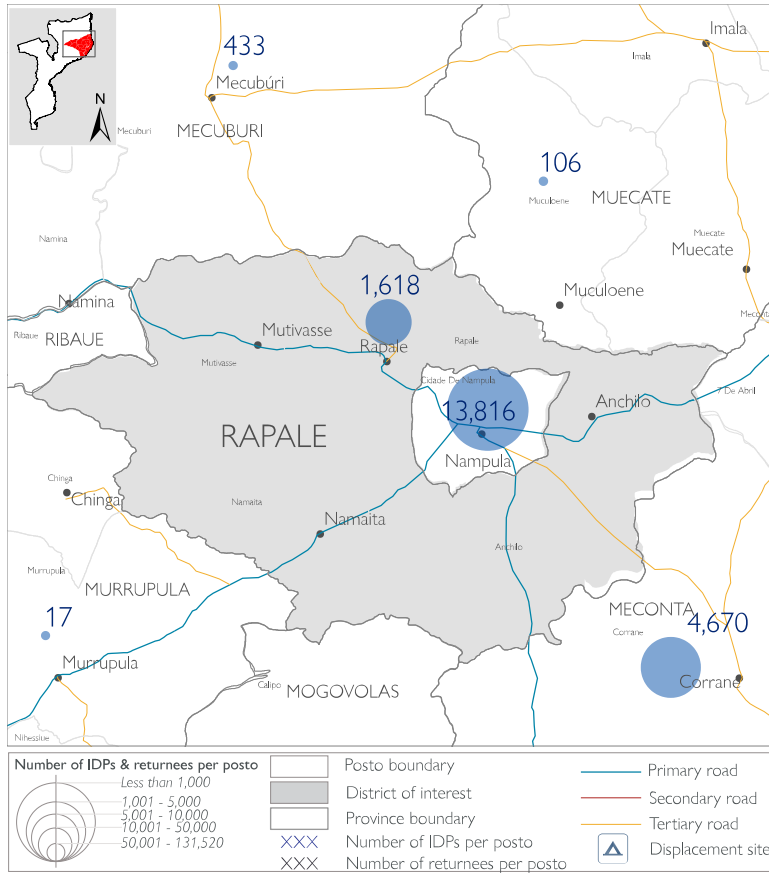 N
433
Mecubúri
Mecuburi
MECUBURI
Imala
Imala
106
Muculoene
MUECATE
Muecate
Muecate
Namina
1,618
Muculoene
Namina
Ribaue
RIBAUE
Mutivasse
Mutivasse
Rapale
Rapale
Meconta
Cidade De Nampula
7 De Abril
13,816
Anchilo
RAPALE
Nampula
Chinga
Chinga
Namaita
Namaita
Anchilo
Murrupula
MURRUPULA
17
Murrupula
MECONTA
4,670
Corrane
Corrane
Calipo
MOGOVOLAS
Nihessiue
Number of IDPs & returnees per posto
Less than 1,000
1,001 - 5,000
5,001 - 10,000
10,001 - 50,000
50,001 - 131,520
Posto boundary
District of interest
Province boundary
XXX Number of IDPs per posto
XXX Number of returnees per posto
Primary road
Secondary road
Tertiary road
Displacement site